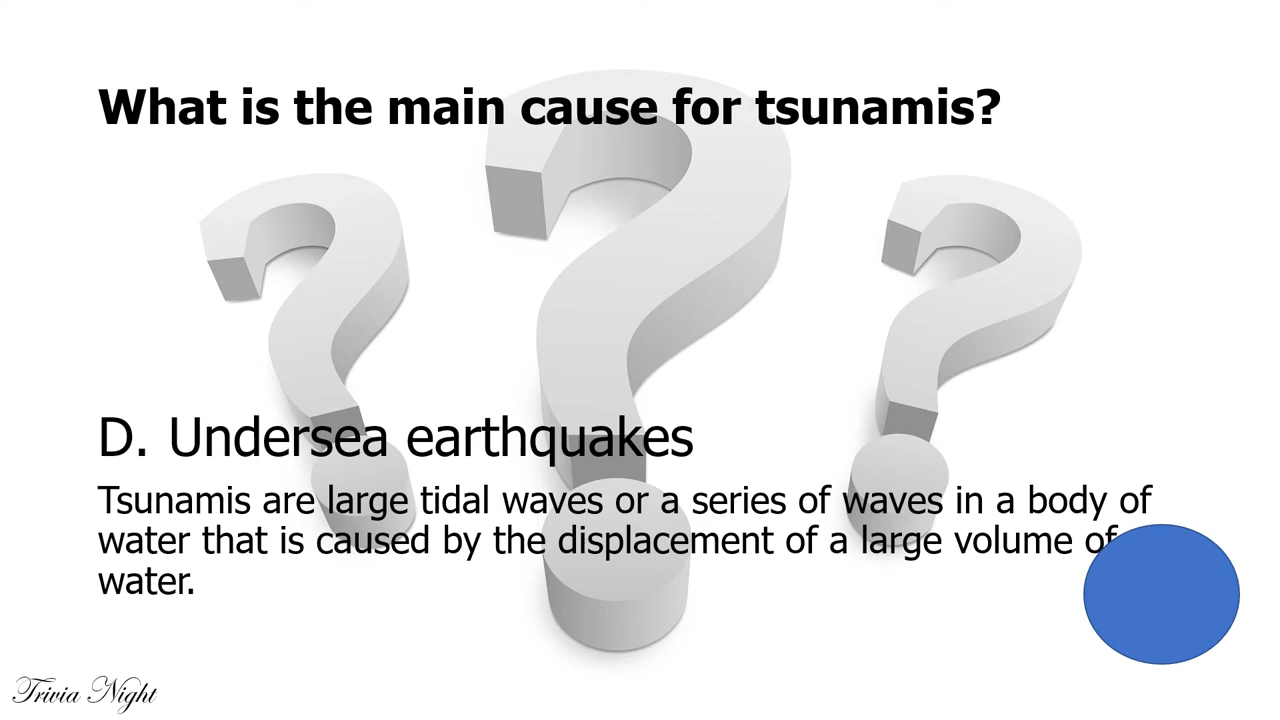 What is the main cause for tsunamis?
D. Undersea earthquakes
Tsunamis are large tidal waves or a series of waves in a body of
water that is caused by the displacement of a large volume of
water.
Trivia Night